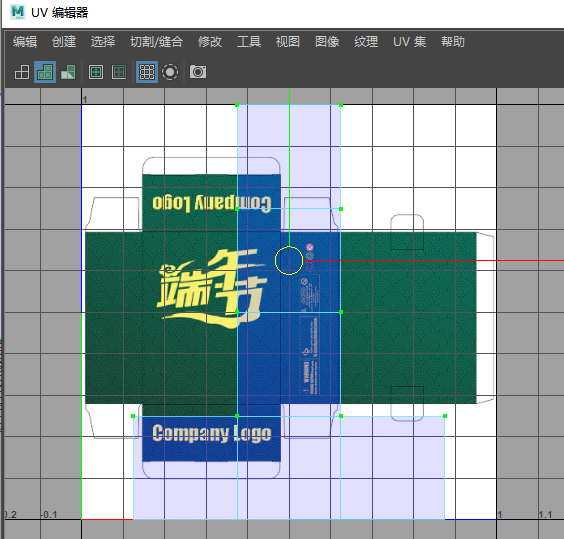 UV 编辑器
编辑 创建 选择 切割/缝合 修改 工具 视图 图像 纹理 UV 集 帮助
1
Company Logo
端午节
WARNING
Company Logo
0.2 -0.1 1 1.1